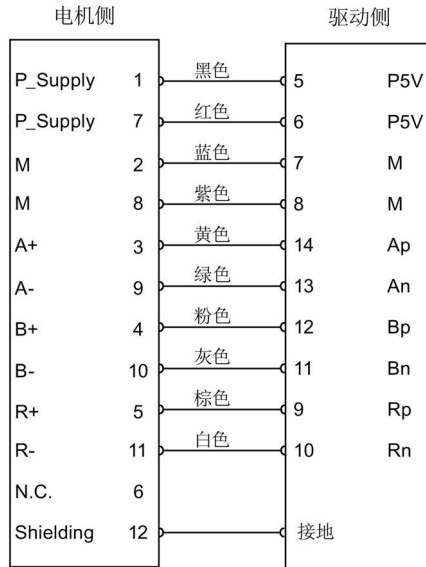 电机侧 驱动侧
P_Supply 1 黑色 5 P5V
P_Supply 7 红色 6 P5V
M 2 蓝色 7 M
M 8 紫色 8 M
A+ 3 黄色 14 Ap
A- 9 绿色 13 An
B+ 4 粉色 12 Bp
B- 10 灰色 11 Bn
R+ 5 棕色 9 Rp
R- 11 白色 10 Rn
N.C. 6
Shielding 12 接地